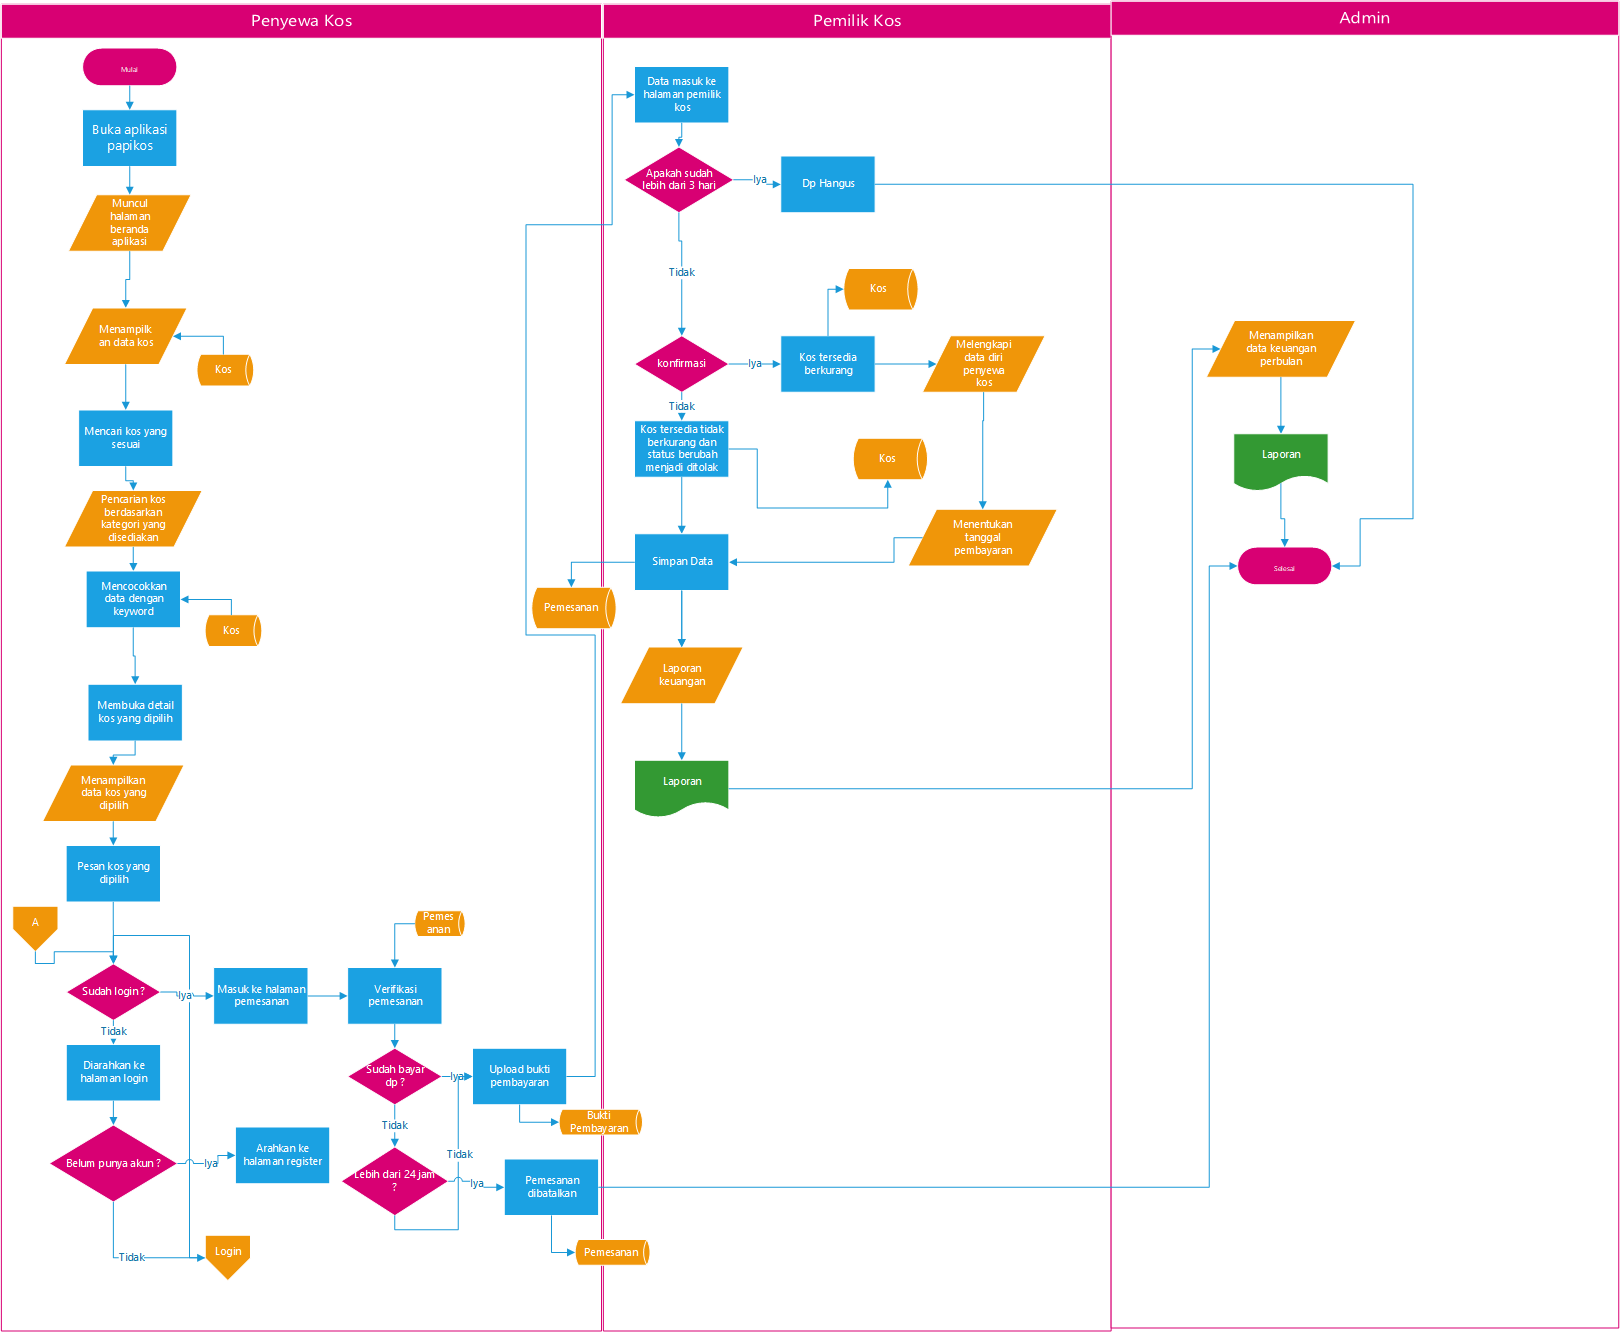 Penyewa Kos
Mulai
Buka aplikasi
papikos
Muncul
halaman
beranda
aplikasi
Menampilk
an data kos
Kos
Mencari kos yang
sesuai
Pencarian kos
berdasarkan
kategori yang
disediakan
Mencocokkan
data dengan
keyword
Kos
Membuka detail
kos yang dipilih
Menampilkan
data kos yang
dipilih
Pesan kos yang
dipilih
A
Sudah login ?
Iya
Masuk ke halaman
pemesanan
Pemes
anan
Verifikasi
pemesanan
Tidak
Diarahkan ke
halaman login
Sudah bayar
dp ?
Iya
Upload bukti
pembayaran
Bukti
Pembayaran
Tidak
Belum punya akun ?
Iya
Arahkan ke
halaman register
Tidak
Lebih dari 24 jam
?
Iya
Pemesanan
dibatalkan
Pemesanan
Tidak
Login
Pemilik Kos
Data masuk ke
halaman pemilik
kos
Apakah sudah
lebih dari 3 hari
Iya
Dp Hangus
Tidak
Kos
konfirmasi
Iya
Kos tersedia
berkurang
Melengkapi
data diri
penyewa
kos
Tidak
Kos tersedia tidak
berkurang dan
status berubah
menjadi ditolak
Kos
Menentukan
tanggal
pembayaran
Simpan Data
Pemesanan
Laporan
keuangan
Laporan
Admin
Menampilkan
data keuangan
perbulan
Laporan
Selesai